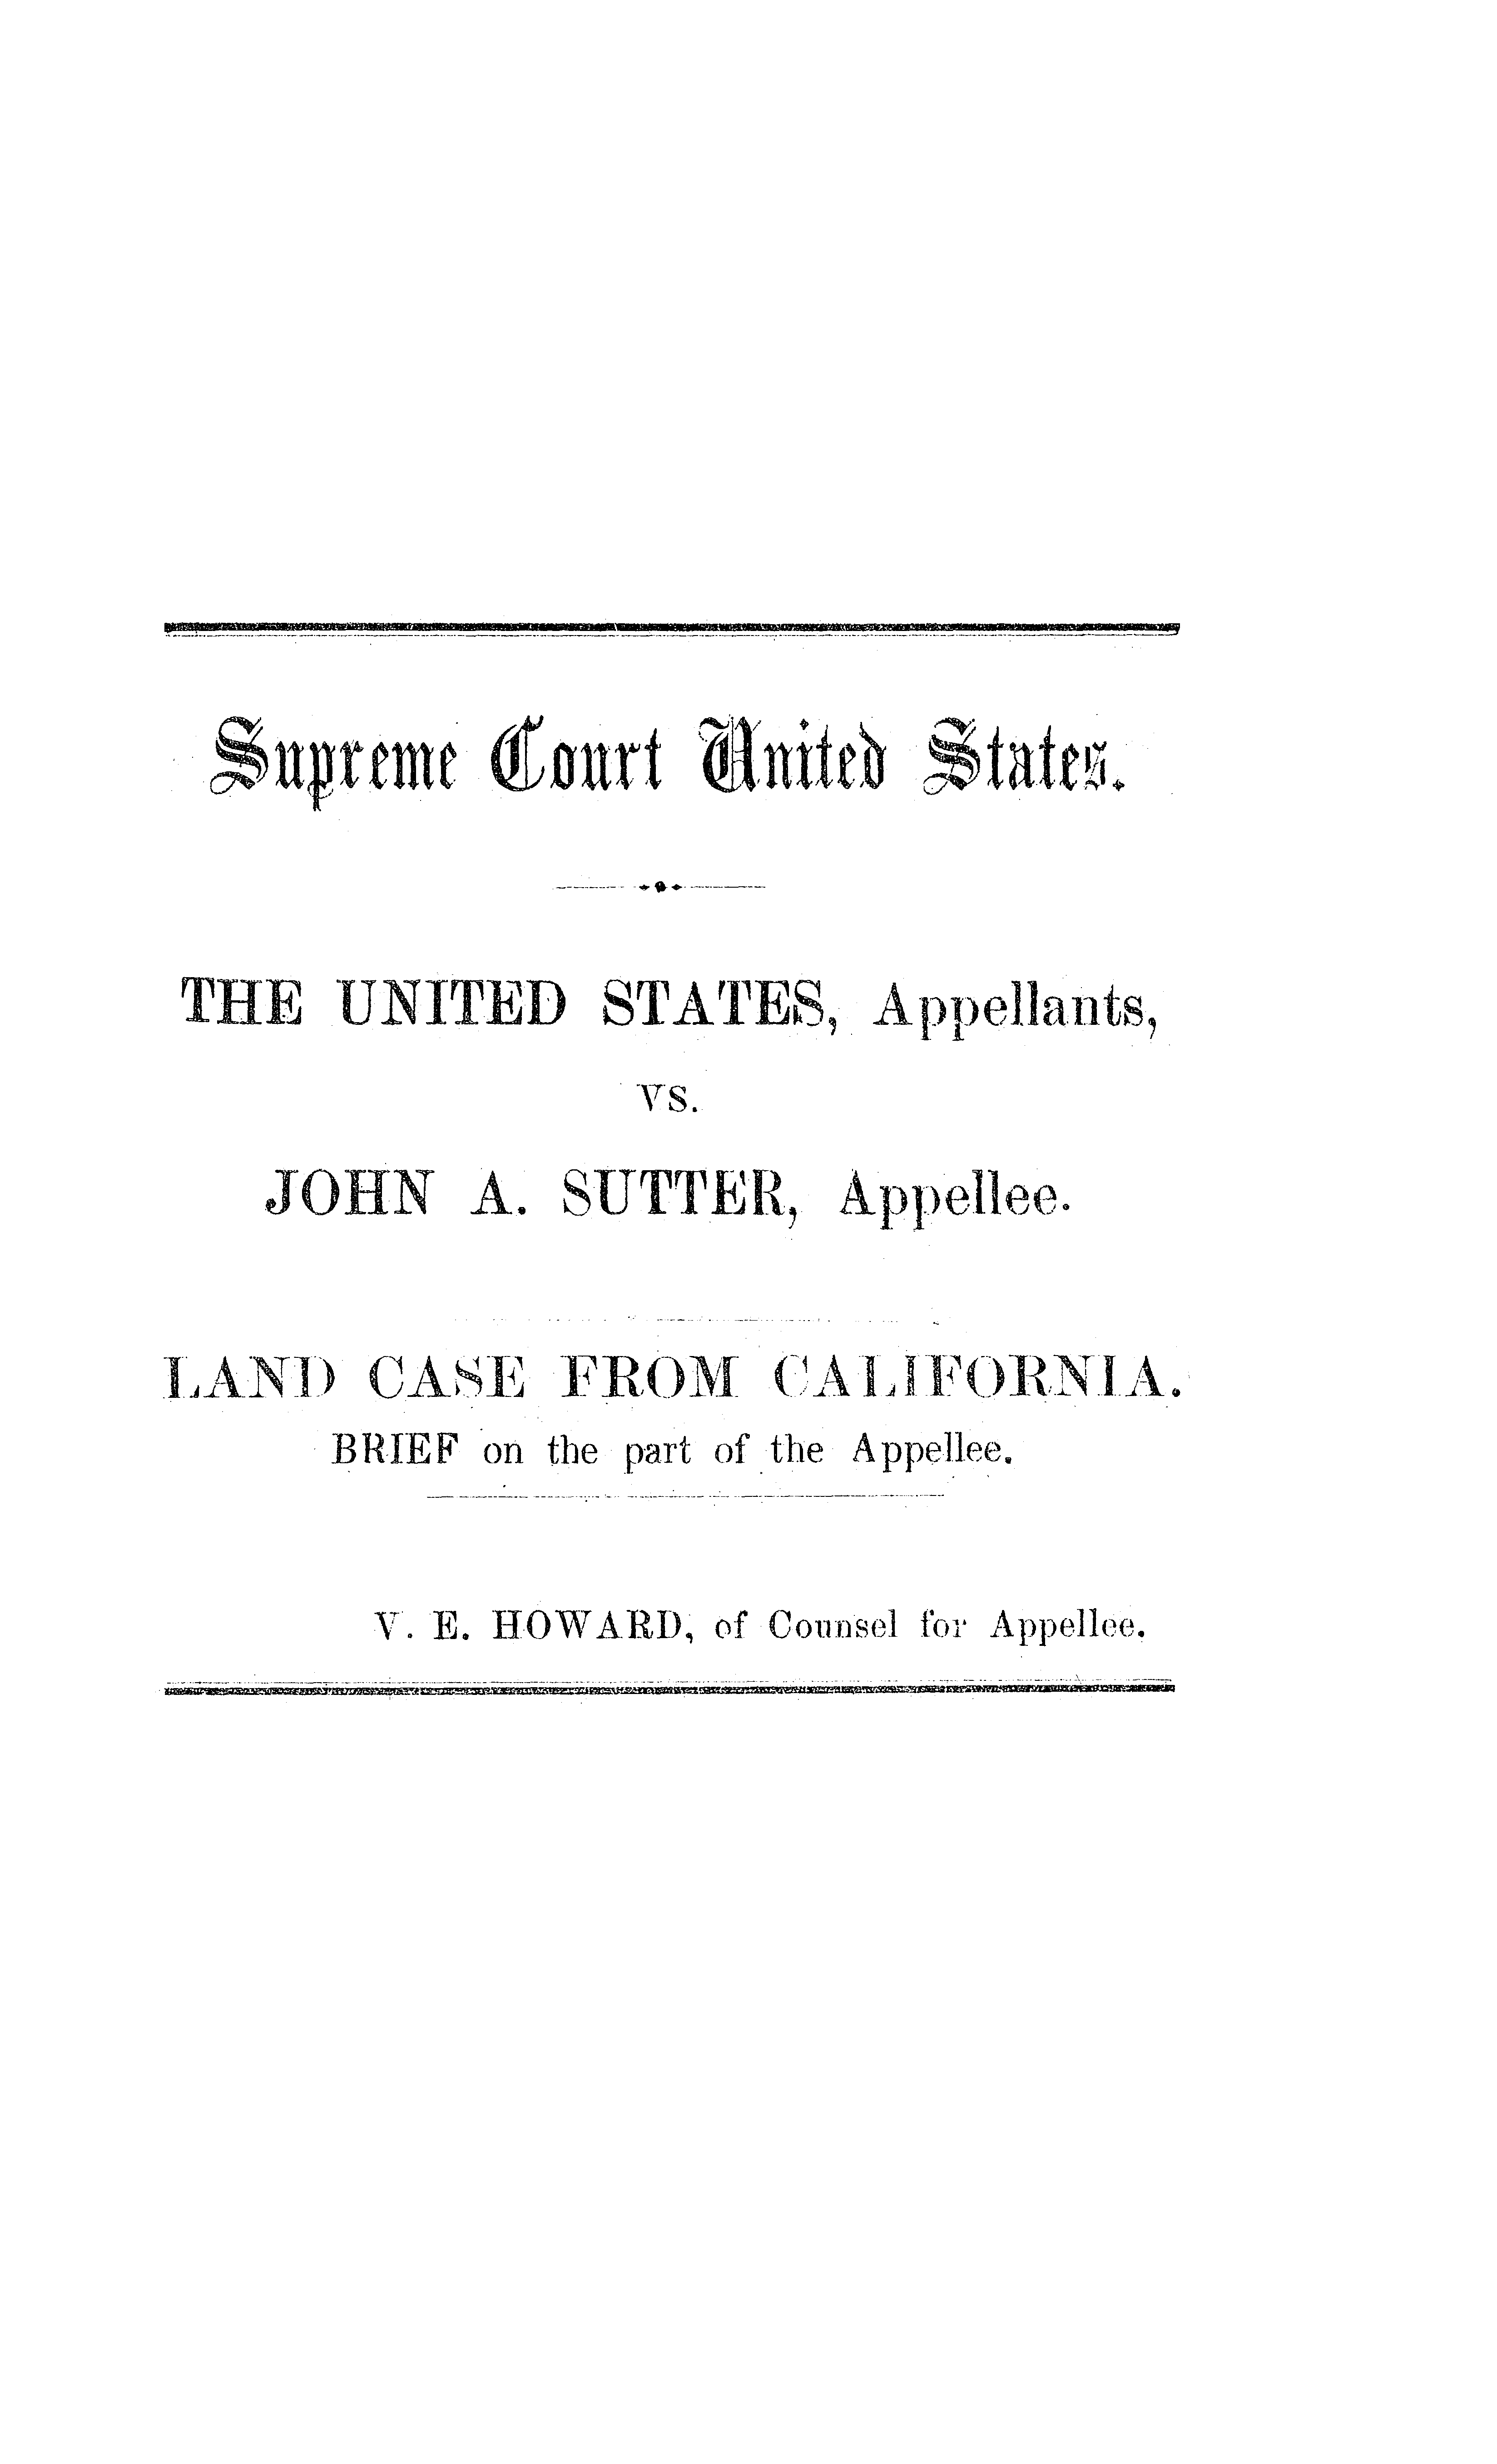 Supreme Court United States.
THE UNITED STATES, Appellants,
vs.
JOHN A. SUTTER, Appellee.
LAND CASE FROM CALIFORNIA.
BRIEF on the part of the Appellee.
V. E. HOWARD, of Counsel for Appellee.